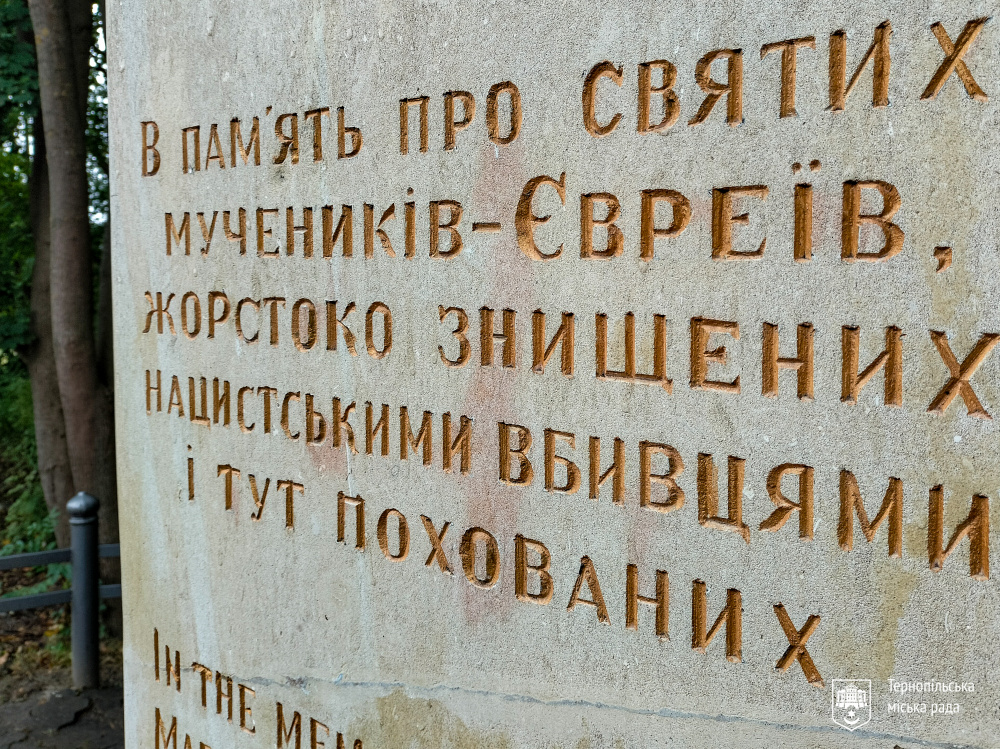 В ПАМ'ЯТЬ ПРО СВЯТИХ
МУЧЕНИКІВ-ЄВРЕЇВ,
ЖОРСТОКО ЗНИЩЕНИХ
НАЦИСТСЬКИМИ ВБИВЦЯМИ
І ТУТ ПОХОВАНИХ
IN THE
Тернопільська
міська рада